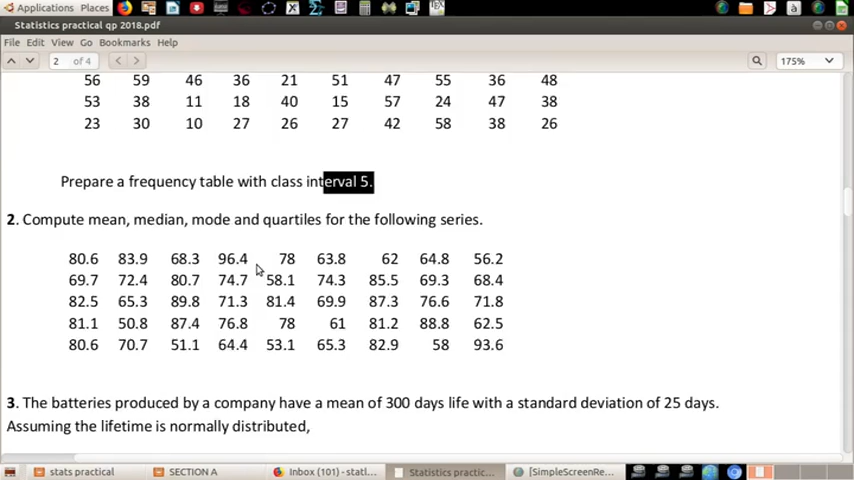 Applications Places
Statistics practical qp 2018.pdf
File Edit View Go Bookmarks Help
2 of 4 175%
56 59 46 36 21 51 47 55 36 48
53 38 11 18 40 15 57 24 47 38
23 30 10 27 26 27 42 58 38 26
Prepare a frequency table with class interval 5.
2. Compute mean, median, mode and quartiles for the following series.
80.6 83.9 68.3 96.4 78 63.8 62 64.8 56.2
69.7 72.4 80.7 74.7 58.1 74.3 85.5 69.3 68.4
82.5 65.3 89.8 71.3 81.4 69.9 87.3 76.6 71.8
81.1 50.8 87.4 76.8 78 61 81.2 88.8 62.5
80.6 70.7 51.1 64.4 53.1 65.3 82.9 58 93.6
3. The batteries produced by a company have a mean of 300 days life with a standard deviation of 25 days.
Assuming the lifetime is normally distributed,
stats practical SECTION A Inbox (101) - statl... Statistics practic... [SimpleScreenRe...